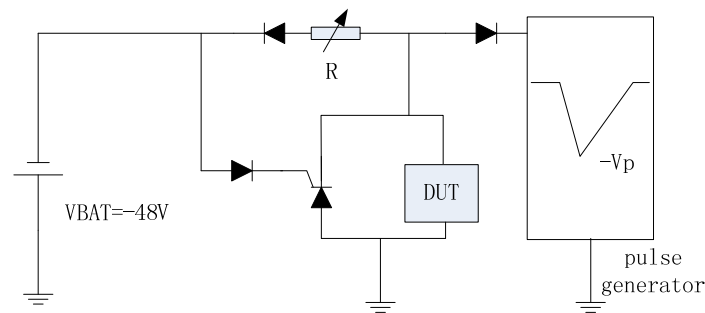 R
DUT
-Vp
VBAT=-48V
pulse
generator